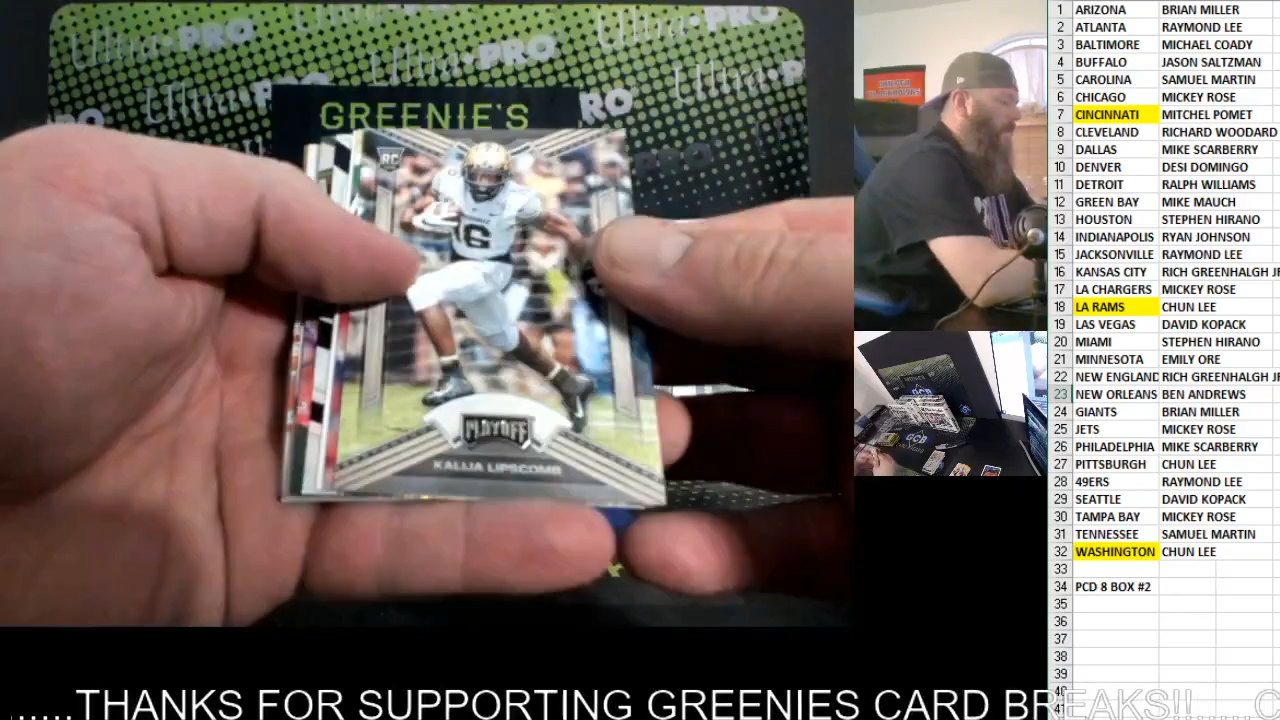 Ultra·PRO
Ultra·PRO
GREENIE'S
RC
16
PLAYOFF
KALIJA LIPSCOMB
1 ARIZONA BRIAN MILLER
2 ATLANTA RAYMOND LEE
3 BALTIMORE MICHAEL COADY
4 BUFFALO JASON SALTZMAN
5 CAROLINA SAMUEL MARTIN
6 CHICAGO MICKEY ROSE
7 CINCINNATI MITCHEL POMET
8 CLEVELAND RICHARD WOODARD
9 DALLAS MIKE SCARBERRY
10 DENVER DESI DOMINGO
11 DETROIT RALPH WILLIAMS
12 GREEN BAY MIKE MAUCH
13 HOUSTON STEPHEN HIRANO
14 INDIANAPOLIS RYAN JOHNSON
15 JACKSONVILLE RAYMOND LEE
16 KANSAS CITY RICH GREENHALGH JR
17 LA CHARGERS MICKEY ROSE
18 LA RAMS CHUN LEE
19 LAS VEGAS DAVID KOPACK
20 MIAMI STEPHEN HIRANO
21 MINNESOTA EMILY ORE
22 NEW ENGLAND RICH GREENHALGH JR
23 NEW ORLEANS BEN ANDREWS
24 GIANTS BRIAN MILLER
25 JETS MICKEY ROSE
26 PHILADELPHIA MIKE SCARBERRY
27 PITTSBURGH CHUN LEE
28 49ERS RAYMOND LEE
29 SEATTLE DAVID KOPACK
30 TAMPA BAY MICKEY ROSE
31 TENNESSEE SAMUEL MARTIN
32 WASHINGTON CHUN LEE
33
34 PCD 8 BOX #2
35
36
37
38
39
40
41
......THANKS FOR SUPPORTING GREENIES CARD BREAKS!!....... C